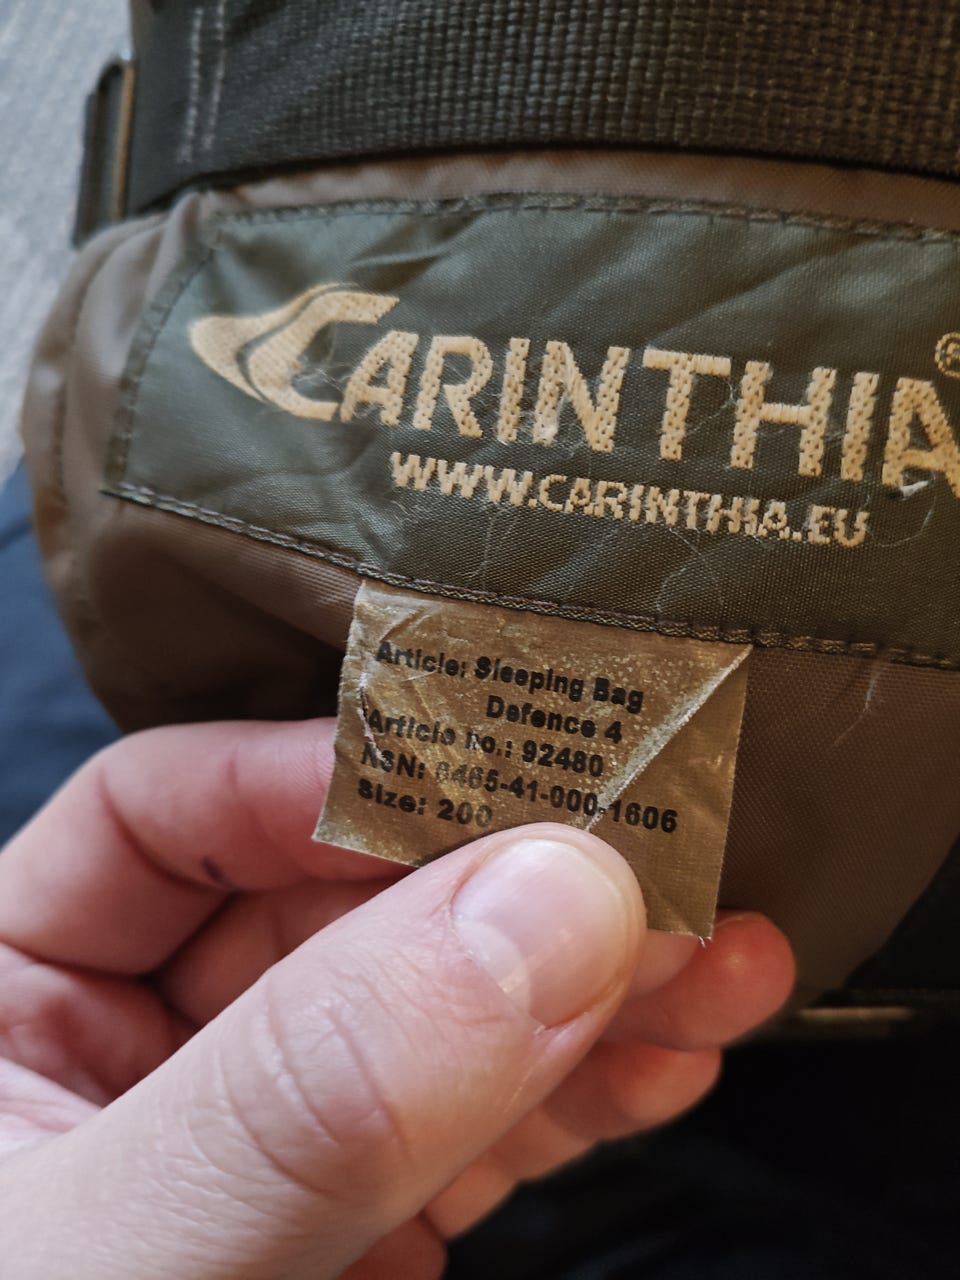 CARINTHIA®
WWW.CARINTHIA.EU
Article: Sleeping Bag
Defence 4
Article no.: 92480
NSN: 8465-41-000-1606
Size: 200